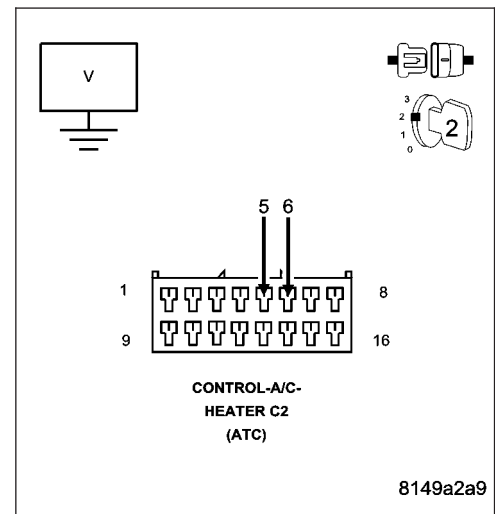 V
3
2
1
0
2
5 6
1 8
9 16
CONTROL-A/C-
HEATER C2
(ATC)
8149a2a9